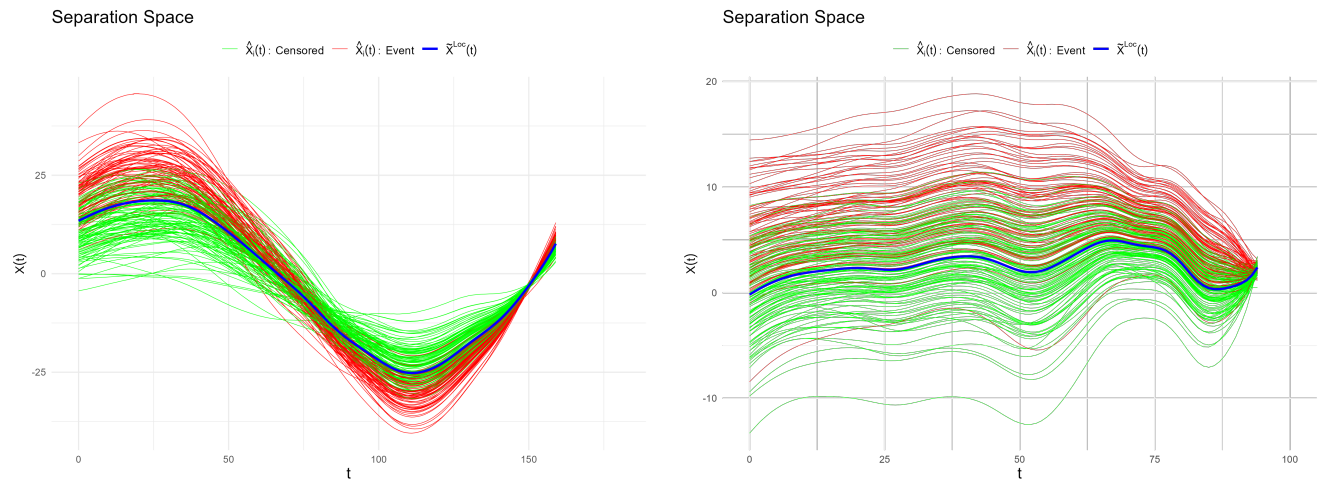 Separation Space
X̂ᵢ(t) : Censored X̂ᵢ(t) : Event X̃ᴸᵒᶜ(t)
X(t)
25
0
-25
0 50 100 150
t
Separation Space
X̂ᵢ(t) : Censored X̂ᵢ(t) : Event X̃ᴸᵒᶜ(t)
X(t)
20
10
0
-10
0 25 50 75 100
t